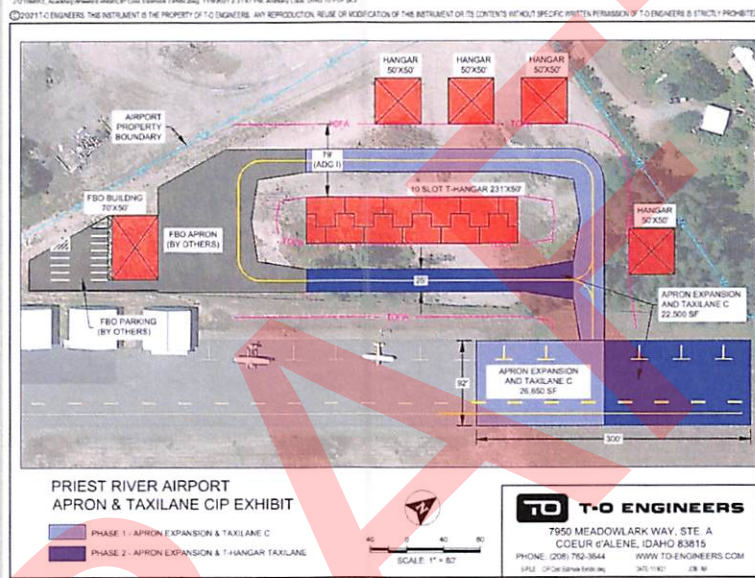 ©2021 T-O ENGINEERS. THIS INSTRUMENT IS THE PROPERTY OF T-O ENGINEERS. ANY REPRODUCTION, REUSE OR MODIFICATION OF THIS INSTRUMENT OR ITS CONTENTS WITHOUT SPECIFIC WRITTEN PERMISSION OF T-O ENGINEERS IS STRICTLY PROHIBITED
HANGAR
50'X50'
HANGAR
50'X50'
HANGAR
50'X50'
AIRPORT
PROPERTY
BOUNDARY
TOFA
79'
(ADG I)
10 SLOT T-HANGAR 231'X50'
FBO BUILDNG
70'X50'
FBO APRON
(BY OTHERS)
HANGAR
50'X50'
25'
APRON EXPANSION
AND TAXILANE C
22,500 SF
FBO PARKING
(BY OTHERS)
TOFA
92'
APRON EXPANSION
AND TAXILANE C
26,650 SF
300'
PRIEST RIVER AIRPORT
APRON & TAXILANE CIP EXHIBIT
PHASE 1 - APRON EXPANSION & TAXILANE C
PHASE 2 - APRON EXPANSION & T-HANGAR TAXILANE
40 0 40 80
SCALE: 1" = 80'
TO T-O ENGINEERS
7950 MEADOWLARK WAY, STE. A
COEUR d'ALENE, IDAHO 83815
PHONE: (208) 762-3644 WWW.TO-ENGINEERS.COM